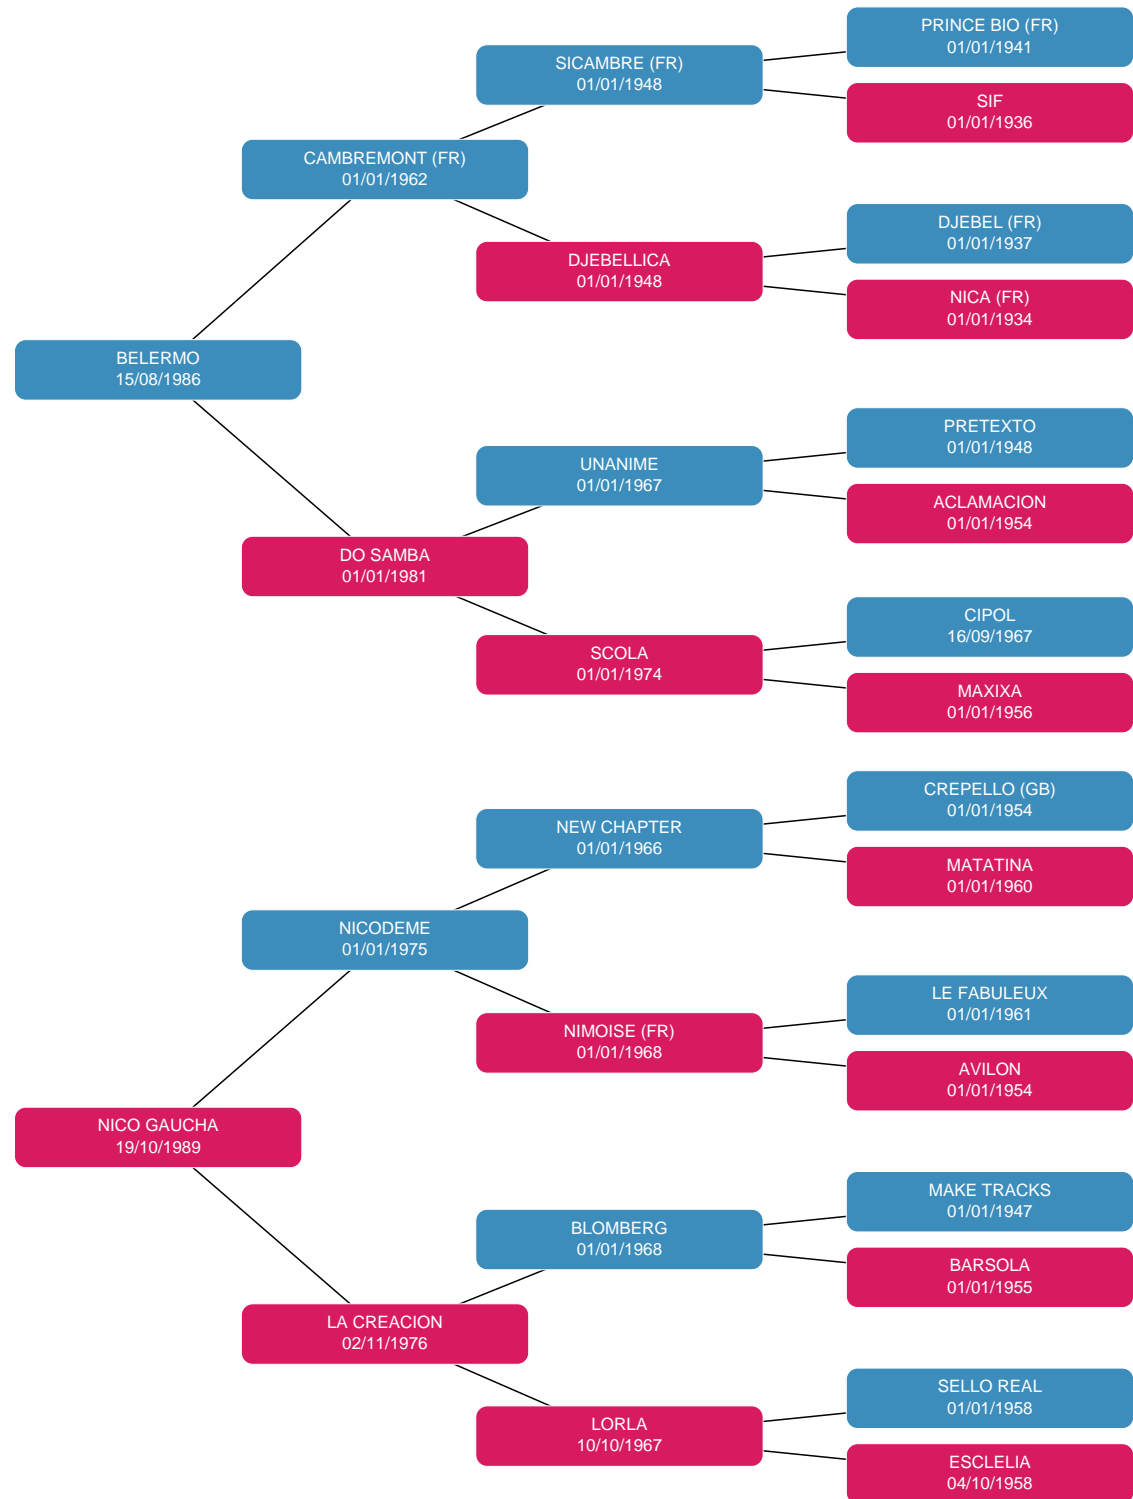 PRINCE BIO (FR)
01/01/1941
SICAMBRE (FR)
01/01/1948
SIF
01/01/1936
CAMBREMONT (FR)
01/01/1962
DJEBEL (FR)
01/01/1937
DJEBELLICA
01/01/1948
NICA (FR)
01/01/1934
BELERMO
15/08/1986
PRETEXTO
01/01/1948
UNANIME
01/01/1967
ACLAMACION
01/01/1954
DO SAMBA
01/01/1981
CIPOL
16/09/1967
SCOLA
01/01/1974
MAXIXA
01/01/1956
CREPELLO (GB)
01/01/1954
NEW CHAPTER
01/01/1966
MATATINA
01/01/1960
NICODEME
01/01/1975
LE FABULEUX
01/01/1961
NIMOISE (FR)
01/01/1968
AVILON
01/01/1954
NICO GAUCHA
19/10/1989
MAKE TRACKS
01/01/1947
BLOMBERG
01/01/1968
BARSOLA
01/01/1955
LA CREACION
02/11/1976
SELLO REAL
01/01/1958
LORLA
10/10/1967
ESCLELIA
04/10/1958